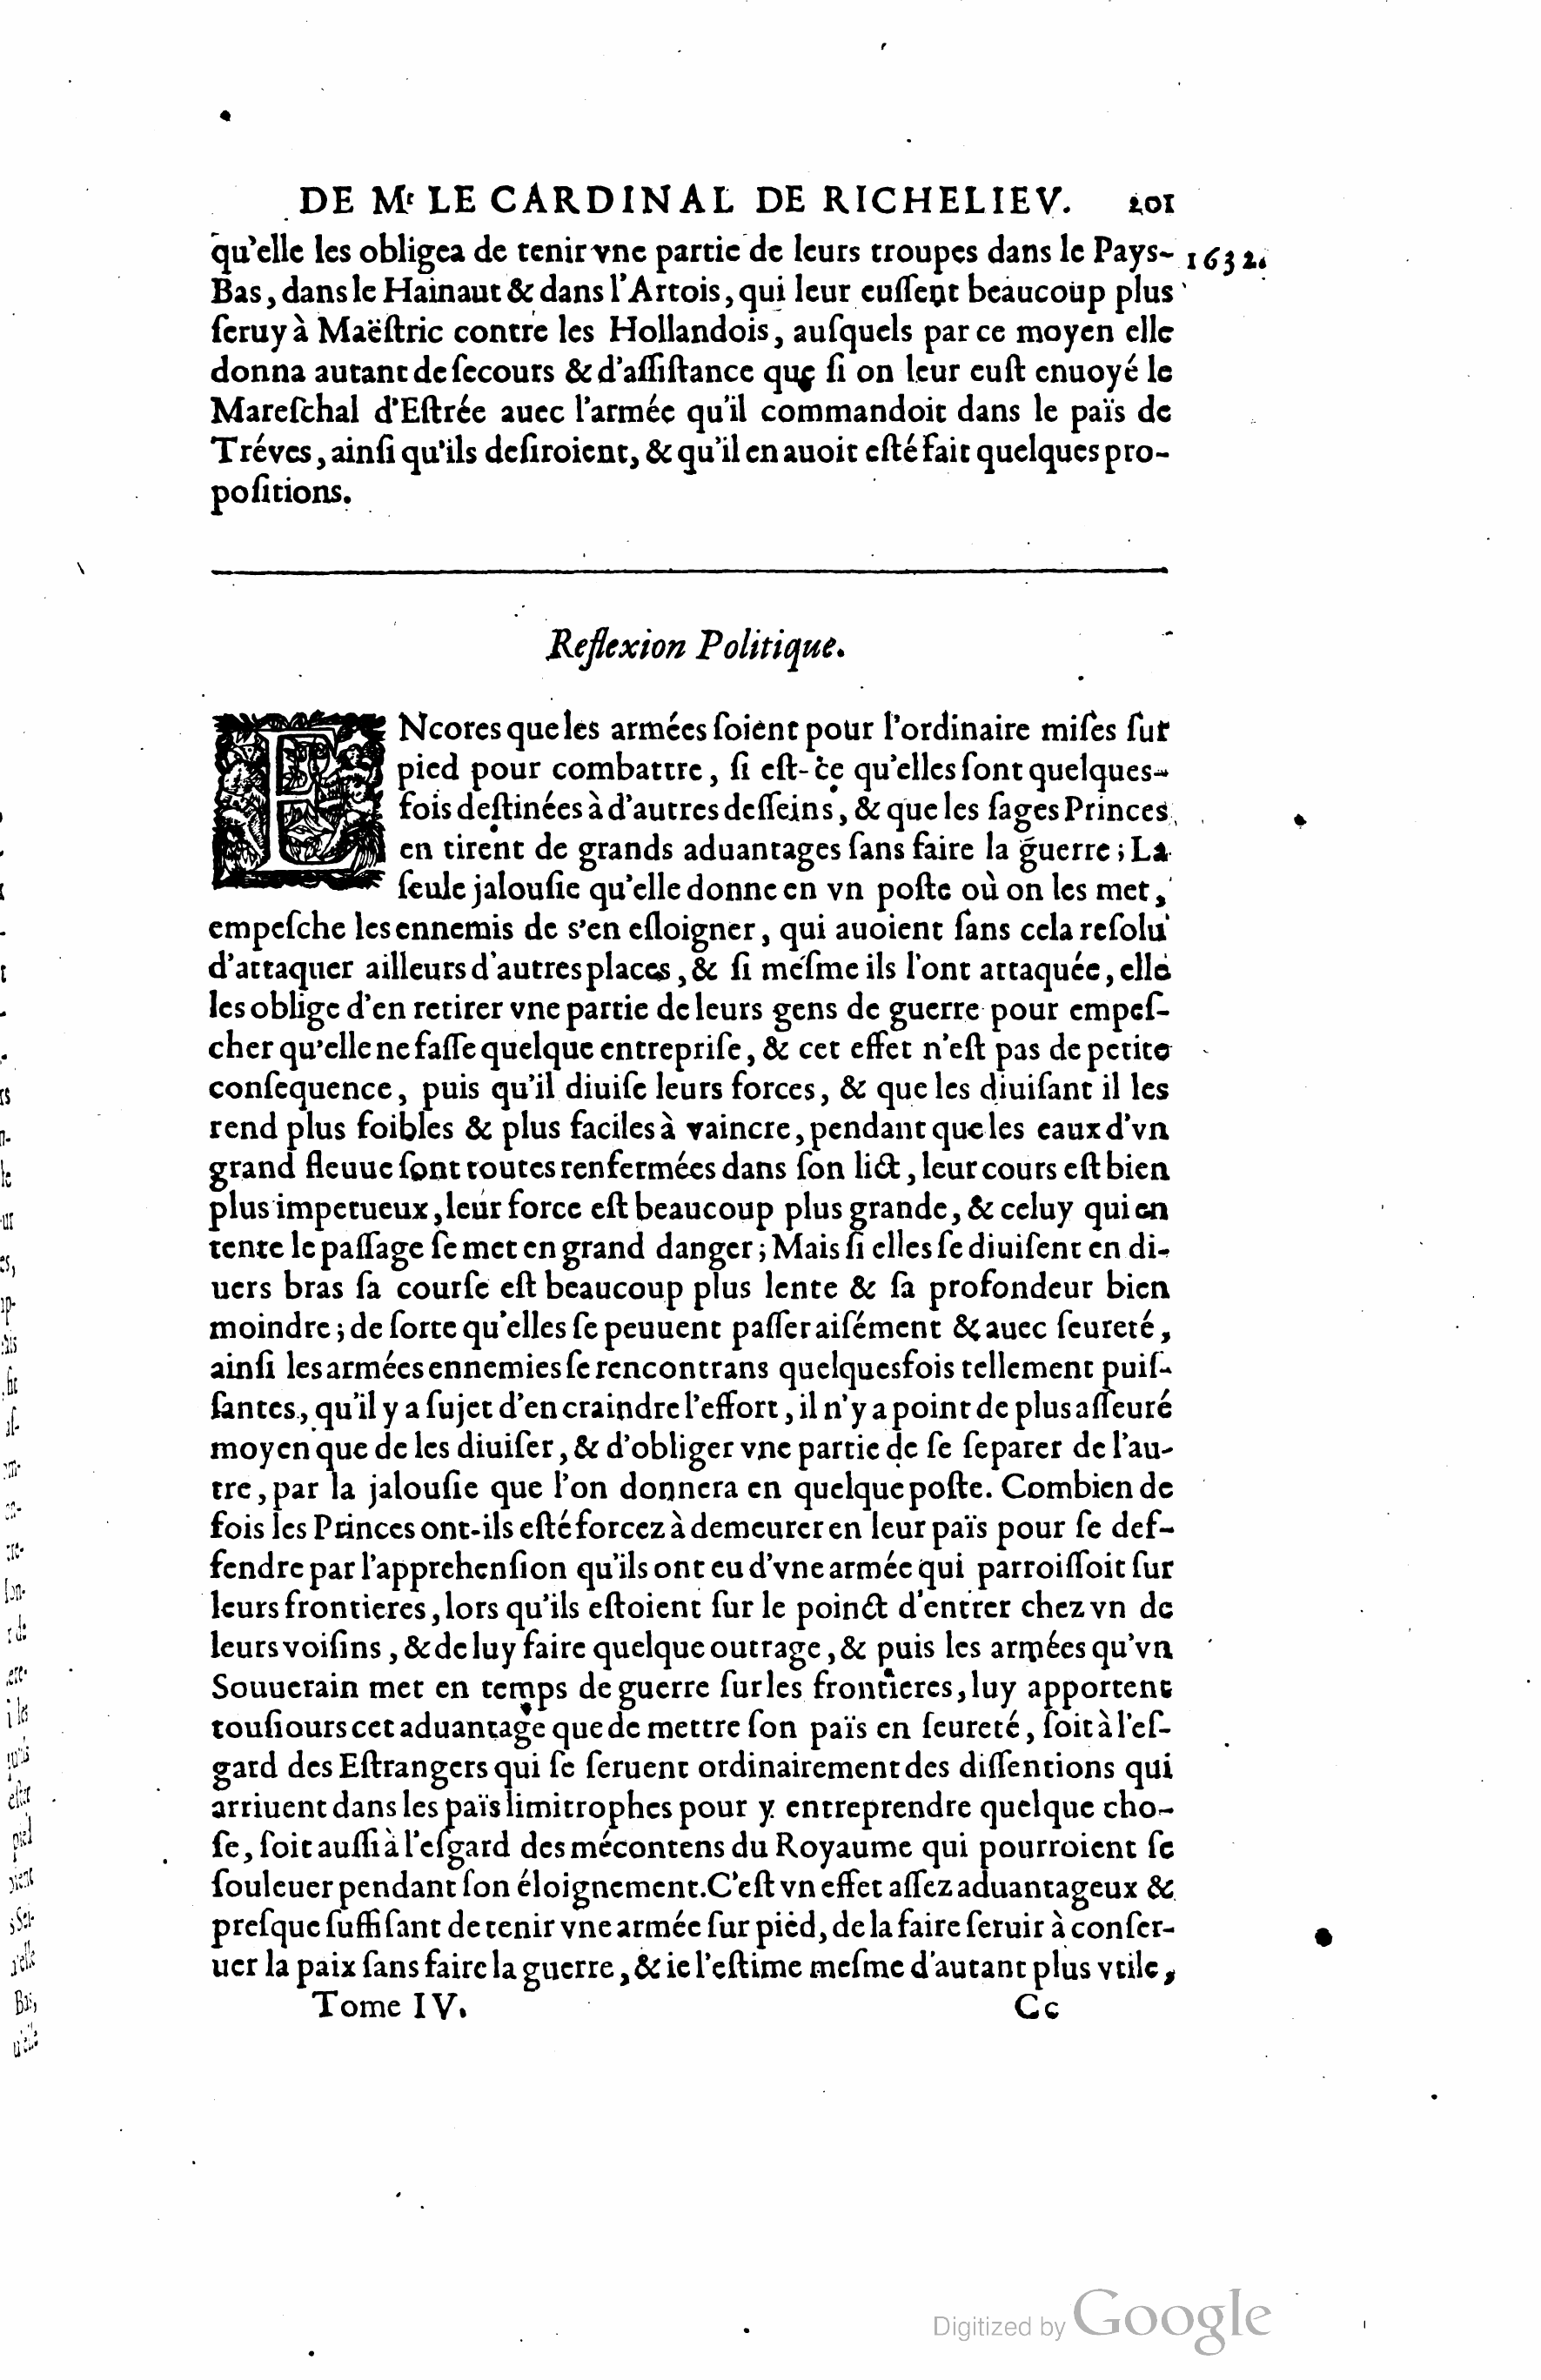 DE Mr LE CARDINAL DE RICHELIEV. 201
qu'elle les obligea de tenir vne partie de leurs troupes dans le Pays- 1632.
Bas, dans le Hainaut & dans l'Artois, qui leur euſſent beaucoup plus
ſeruy à Maëſtric contre les Hollandois, auſquels par ce moyen elle
donna autant de ſecours & d'aſſiſtance que ſi on leur euſt enuoyé le
Mareſchal d'Eſtrée auec l'armée qu'il commandoit dans le païs de
Tréves, ainſi qu'ils deſiroient, & qu'il en auoit eſté fait quelques pro-
poſitions.
Reflexion Politique.
ENcores que les armées ſoient pour l'ordinaire miſes ſur
pied pour combattre, ſi eſt-ce qu'elles ſont quelques-
fois deſtinées à d'autres deſſeins, & que les ſages Princes
en tirent de grands aduantages ſans faire la guerre; La
ſeule jalouſie qu'elle donne en vn poſte où on les met,
empeſche les ennemis de s'en eſloigner, qui auoient ſans cela reſolu
d'attaquer ailleurs d'autres places, & ſi meſme ils l'ont attaquée, elle
les oblige d'en retirer vne partie de leurs gens de guerre pour empeſ-
cher qu'elle ne faſſe quelque entrepriſe, & cet effet n'eſt pas de petite
conſequence, puis qu'il diuiſe leurs forces, & que les diuiſant il les
rend plus foibles & plus faciles à vaincre, pendant que les eaux d'vn
grand fleuue ſont toutes renfermées dans ſon lict, leur cours eſt bien
plus impetueux, leur force eſt beaucoup plus grande, & celuy qui en
tente le paſſage ſe met en grand danger; Mais ſi elles ſe diuiſent en di-
uers bras ſa courſe eſt beaucoup plus lente & ſa profondeur bien
moindre; de ſorte qu'elles ſe peuuent paſſer aiſément & auec ſeureté,
ainſi les armées ennemies ſe rencontrans quelquesfois tellement puiſ-
ſantes, qu'il y a ſujet d'en craindre l'effort, il n'y a point de plus aſſeuré
moyen que de les diuiſer, & d'obliger vne partie de ſe ſeparer de l'au-
tre, par la jalouſie que l'on donnera en quelque poſte. Combien de
fois les Princes ont-ils eſté forcez à demeurer en leur païs pour ſe def-
fendre par l'apprehenſion qu'ils ont eu d'vne armée qui parroiſſoit ſur
leurs frontieres, lors qu'ils eſtoient ſur le poinct d'entrer chez vn de
leurs voiſins, & de luy faire quelque outrage, & puis les armées qu'vn
Souuerain met en temps de guerre ſur les frontieres, luy apportent
touſiours cet aduantage que de mettre ſon païs en ſeureté, ſoit à l'eſ-
gard des Eſtrangers qui ſe ſeruent ordinairement des diſſentions qui
arriuent dans les païs limitrophes pour y entreprendre quelque cho-
ſe, ſoit auſſi à l'eſgard des mécontens du Royaume qui pourroient ſe
ſouleuer pendant ſon éloignement. C'eſt vn effet aſſez aduantageux &
preſque ſuffiſant de tenir vne armée ſur pied, de la faire ſeruir à conſer-
uer la paix ſans faire la guerre, & ie l'eſtime meſme d'autant plus vtile,
Tome IV. Cc
Digitized by Google